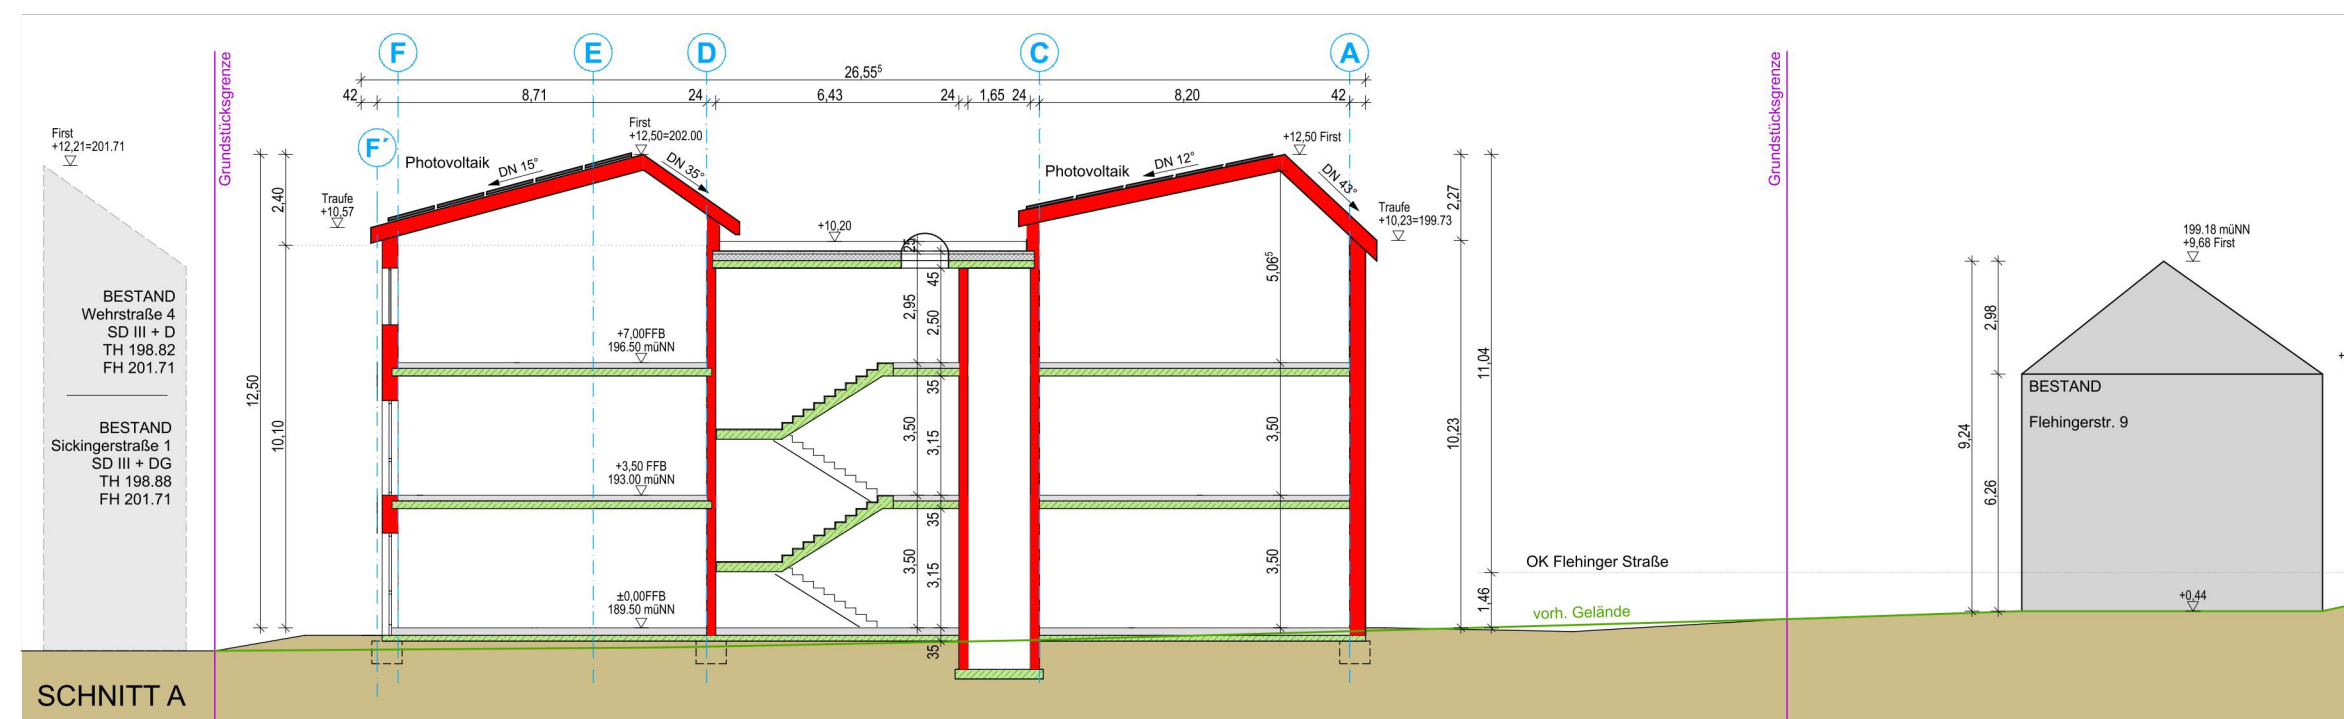 F
E
D
C
A
26,55⁵
42
8,71
24
6,43
24
1,65
24
8,20
42
Grundstücksgrenze
Grundstücksgrenze
First
+12,21=201.71
F´
First
+12,50=202.00
+12,50 First
Photovoltaik
DN 15°
DN 35°
Photovoltaik
DN 12°
DN 43°
Traufe
+10,57
Traufe
+10,23=199.73
2,40
12,50
10,10
+10,20
25
45
2,95
2,50
5,06⁵
2,27
11,04
10,23
199.18 müNN
+9,68 First
BESTAND
Wehrstraße 4
SD III + D
TH 198.82
FH 201.71
BESTAND
Sickingerstraße 1
SD III + DG
TH 198.88
FH 201.71
+7,00FFB
196.50 müNN
35
3,50
3,15
3,50
+3,50 FFB
193.00 müNN
35
3,50
3,15
3,50
±0,00FFB
189.50 müNN
35
OK Flehinger Straße
1,46
vorh. Gelände
9,24
2,98
6,26
BESTAND
Flehingerstr. 9
+0,44
+
SCHNITT A